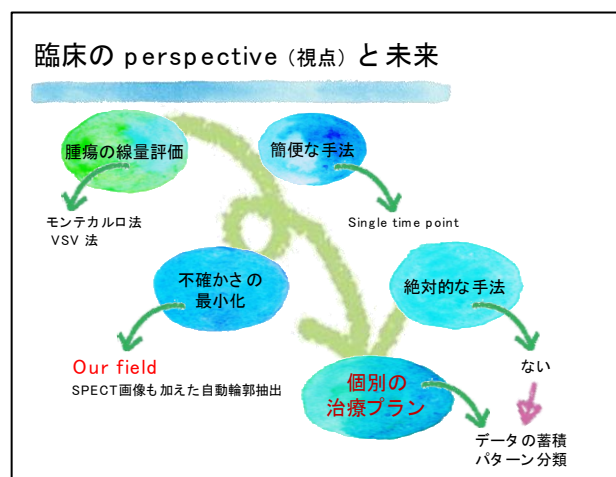 臨床の perspective（視点）と未来
腫瘍の線量評価
簡便な手法
モンテカルロ法
VSV 法
Single time point
不確かさの
最小化
絶対的な手法
Our field
SPECT画像も加えた自動輪郭抽出
個別の
治療プラン
ない
データの蓄積
パターン分類